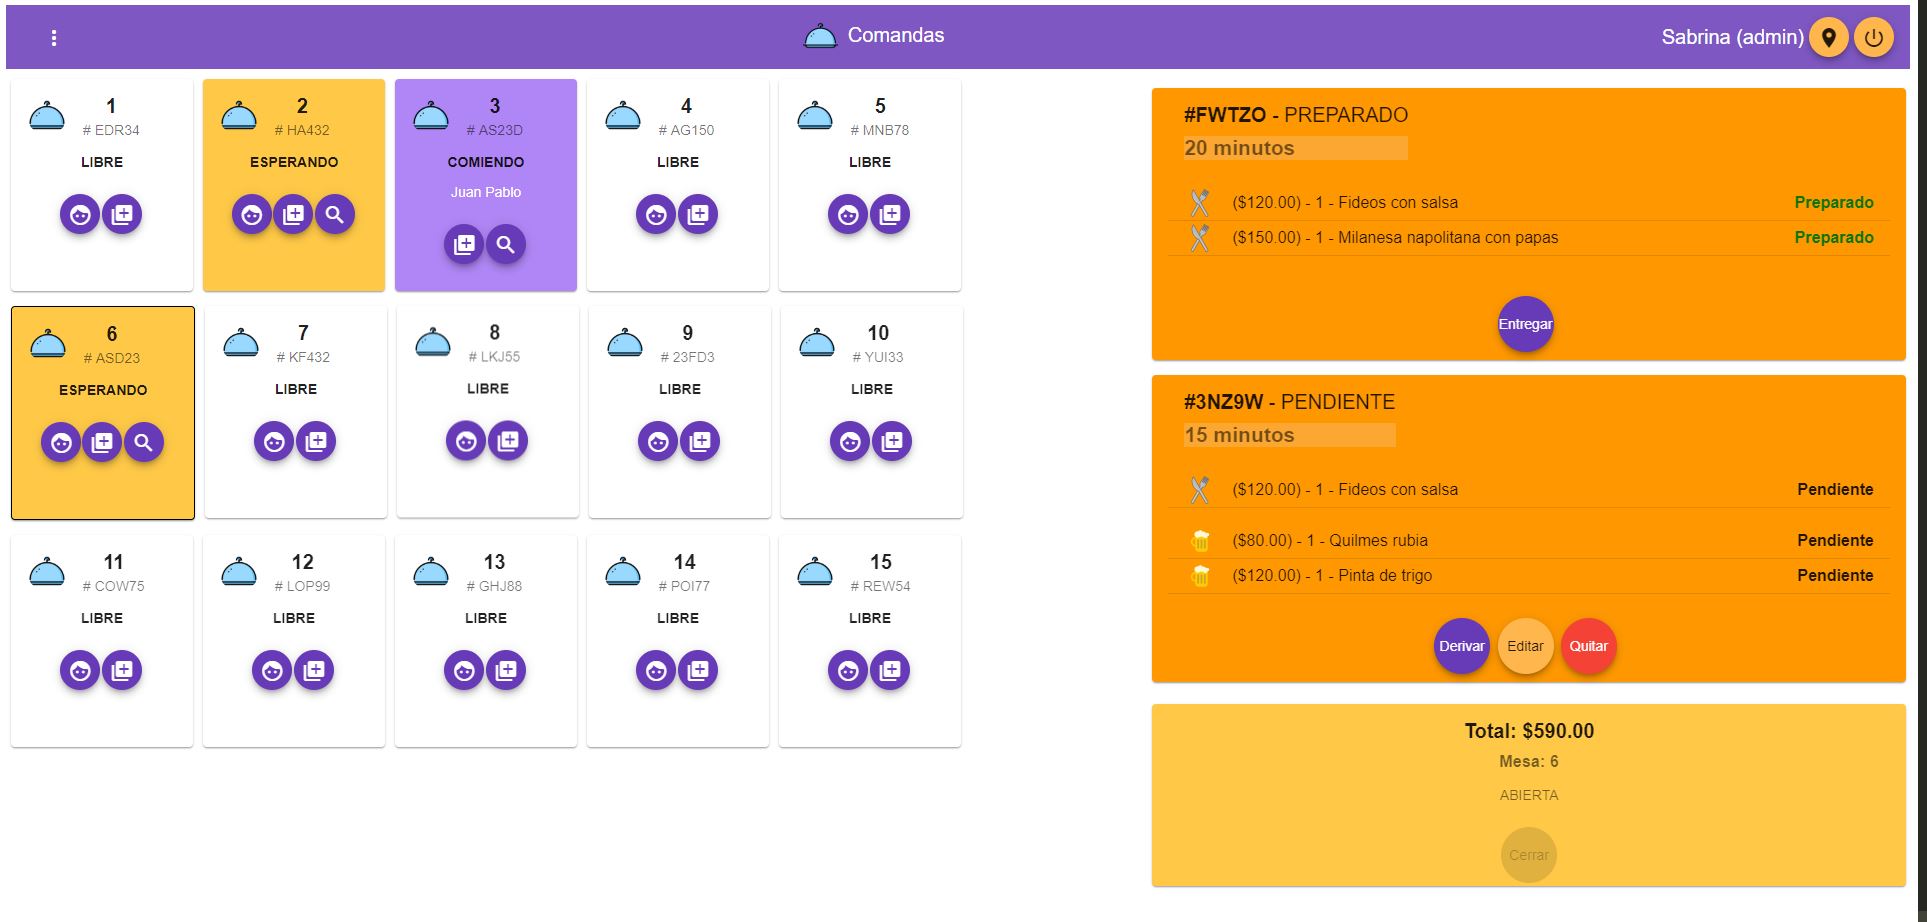 Comandas
Sabrina (admin)
1
# EDR34
LIBRE
2
# HA432
ESPERANDO
3
# AS23D
COMIENDO
Juan Pablo
4
# AG150
LIBRE
5
# MNB78
LIBRE
6
# ASD23
ESPERANDO
7
# KF432
LIBRE
8
# LKJ55
LIBRE
9
# 23FD3
LIBRE
10
# YUI33
LIBRE
11
# COW75
LIBRE
12
# LOP99
LIBRE
13
# GHJ88
LIBRE
14
# POI77
LIBRE
15
# REW54
LIBRE
#FWTZO - PREPARADO
20 minutos
($120.00) - 1 - Fideos con salsa Preparado
($150.00) - 1 - Milanesa napolitana con papas Preparado
Entregar
#3NZ9W - PENDIENTE
15 minutos
($120.00) - 1 - Fideos con salsa Pendiente
($80.00) - 1 - Quilmes rubia Pendiente
($120.00) - 1 - Pinta de trigo Pendiente
Derivar Editar Quitar
Total: $590.00
Mesa: 6
ABIERTA
Cerrar